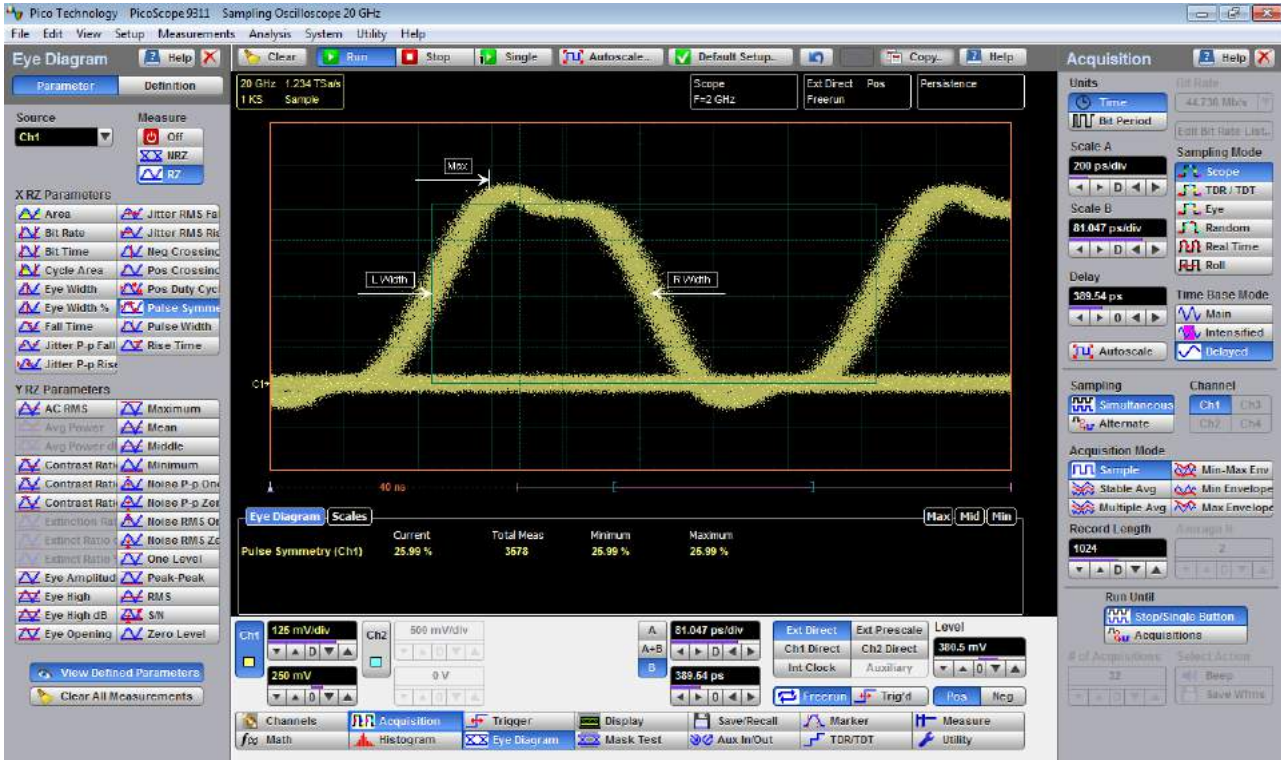 Pico Technology PicoScope 9311 Sampling Oscilloscope 20 GHz
File Edit View Setup Measurements Analysis System Utility Help
Eye Diagram Help
Parameter Definition
Source Measure
Ch1 Off
NRZ
RZ
X RZ Parameters
Area Jitter RMS Fa
Bit Rate Jitter RMS Ris
Bit Time Neg Crossing
Cycle Area Pos Crossing
Eye Width Pos Duty Cyc
Eye Width % Pulse Symme
Fall Time Pulse Width
Jitter P-p Fall Rise Time
Jitter P-p Rise
Y RZ Parameters
AC RMS Maximum
Avg Power Mean
Avg Power d Middle
Contrast Rati Minimum
Contrast Rati Noise P-p One
Contrast Rati Noise P-p Zer
Extinction Rat Noise RMS On
Extinct Ratio Noise RMS Ze
Extinct Ratio One Level
Eye Amplitud Peak-Peak
Eye High RMS
Eye High dB S/N
Eye Opening Zero Level
View Defined Parameters
Clear All Measurements
Clear Run Stop Single Autoscale... Default Setup... Copy... Help
20 GHz 1.234 TSa/s
1 KS Sample
Scope
F=2 GHz
Ext Direct Pos
Freerun
Persistence
Max
L Width
R Width
C1
40 ns
Eye Diagram Scales Max Mid Min
Current Total Meas Minimum Maximum
Pulse Symmetry (Ch1) 25.99 % 3578 25.99 % 25.99 %
Ch1 125 mV/div Ch2 500 mV/div
D D
250 mV 0 V
0 0
A 81.047 ps/div
A+B D
B 389.54 ps
0
Ext Direct Ext Prescale Level
Ch1 Direct Ch2 Direct 380.5 mV
Int Clock Auxiliary 0
Freerun Trig'd Pos Neg
Channels Acquisition Trigger Display Save/Recall Marker Measure
Math Histogram Eye Diagram Mask Test Aux In/Out TDR/TDT Utility
Acquisition Help
Units Bit Rate
Time 44.736 Mb/s
Bit Period Edit Bit Rate List...
Scale A Sampling Mode
200 ps/div Scope
D TDR / TDT
Scale B Eye
81.047 ps/div Random
D Real Time
Roll
Delay
389.54 ps Time Base Mode
0 Main
Intensified
Autoscale Delayed
Sampling Channel
Simultaneous Ch1 Ch3
Alternate Ch2 Ch4
Acquisition Mode
Sample Min-Max Env
Stable Avg Min Envelope
Multiple Avg Max Envelope
Record Length Average N
1024 2
D
Run Until
Stop/Single Button
Acquisitions
# of Acquisitions Select Action
32 Beep
Save Wfms